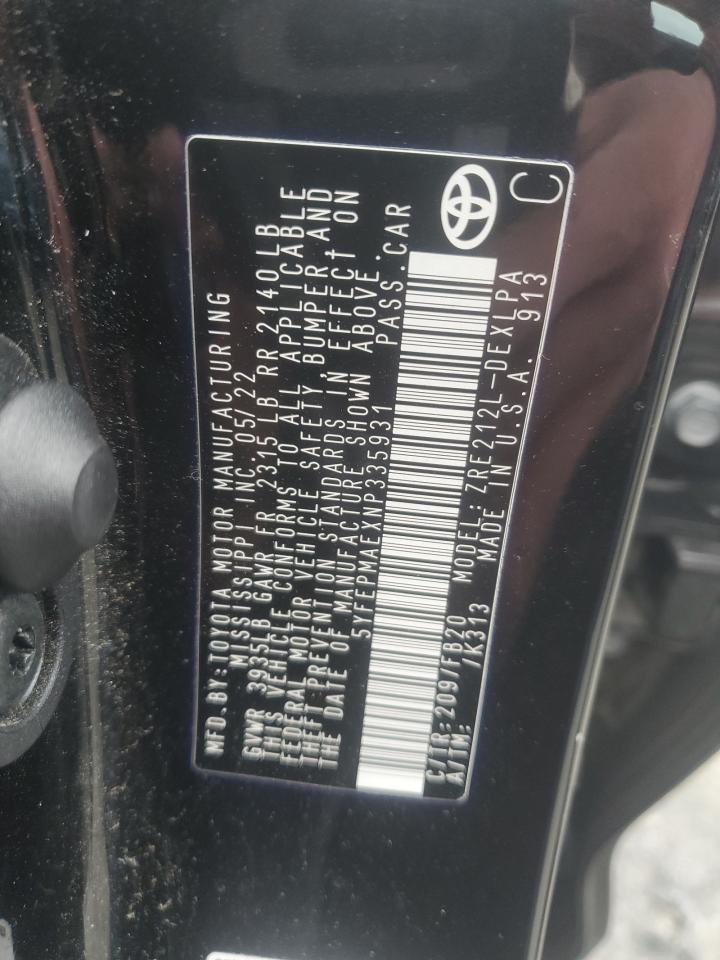 MFD. BY: TOYOTA MOTOR MANUFACTURING
MISSISSIPPI INC. 05/22
GVWR 3935LB GAWR FR 2315 LB RR 2140 LB
THIS VEHICLE CONFORMS TO ALL APPLICABLE
FEDERAL MOTOR VEHICLE SAFETY, BUMPER, AND
THEFT PREVENTION STANDARDS IN EFFECT ON
THE DATE OF MANUFACTURE SHOWN ABOVE.
5YFEPMAEXNP335931 PASS.CAR
C/TR: 209/FB20 MODEL: ZRE212L-DEXLPA
A/TM: /K313 MADE IN U.S.A. 913
C